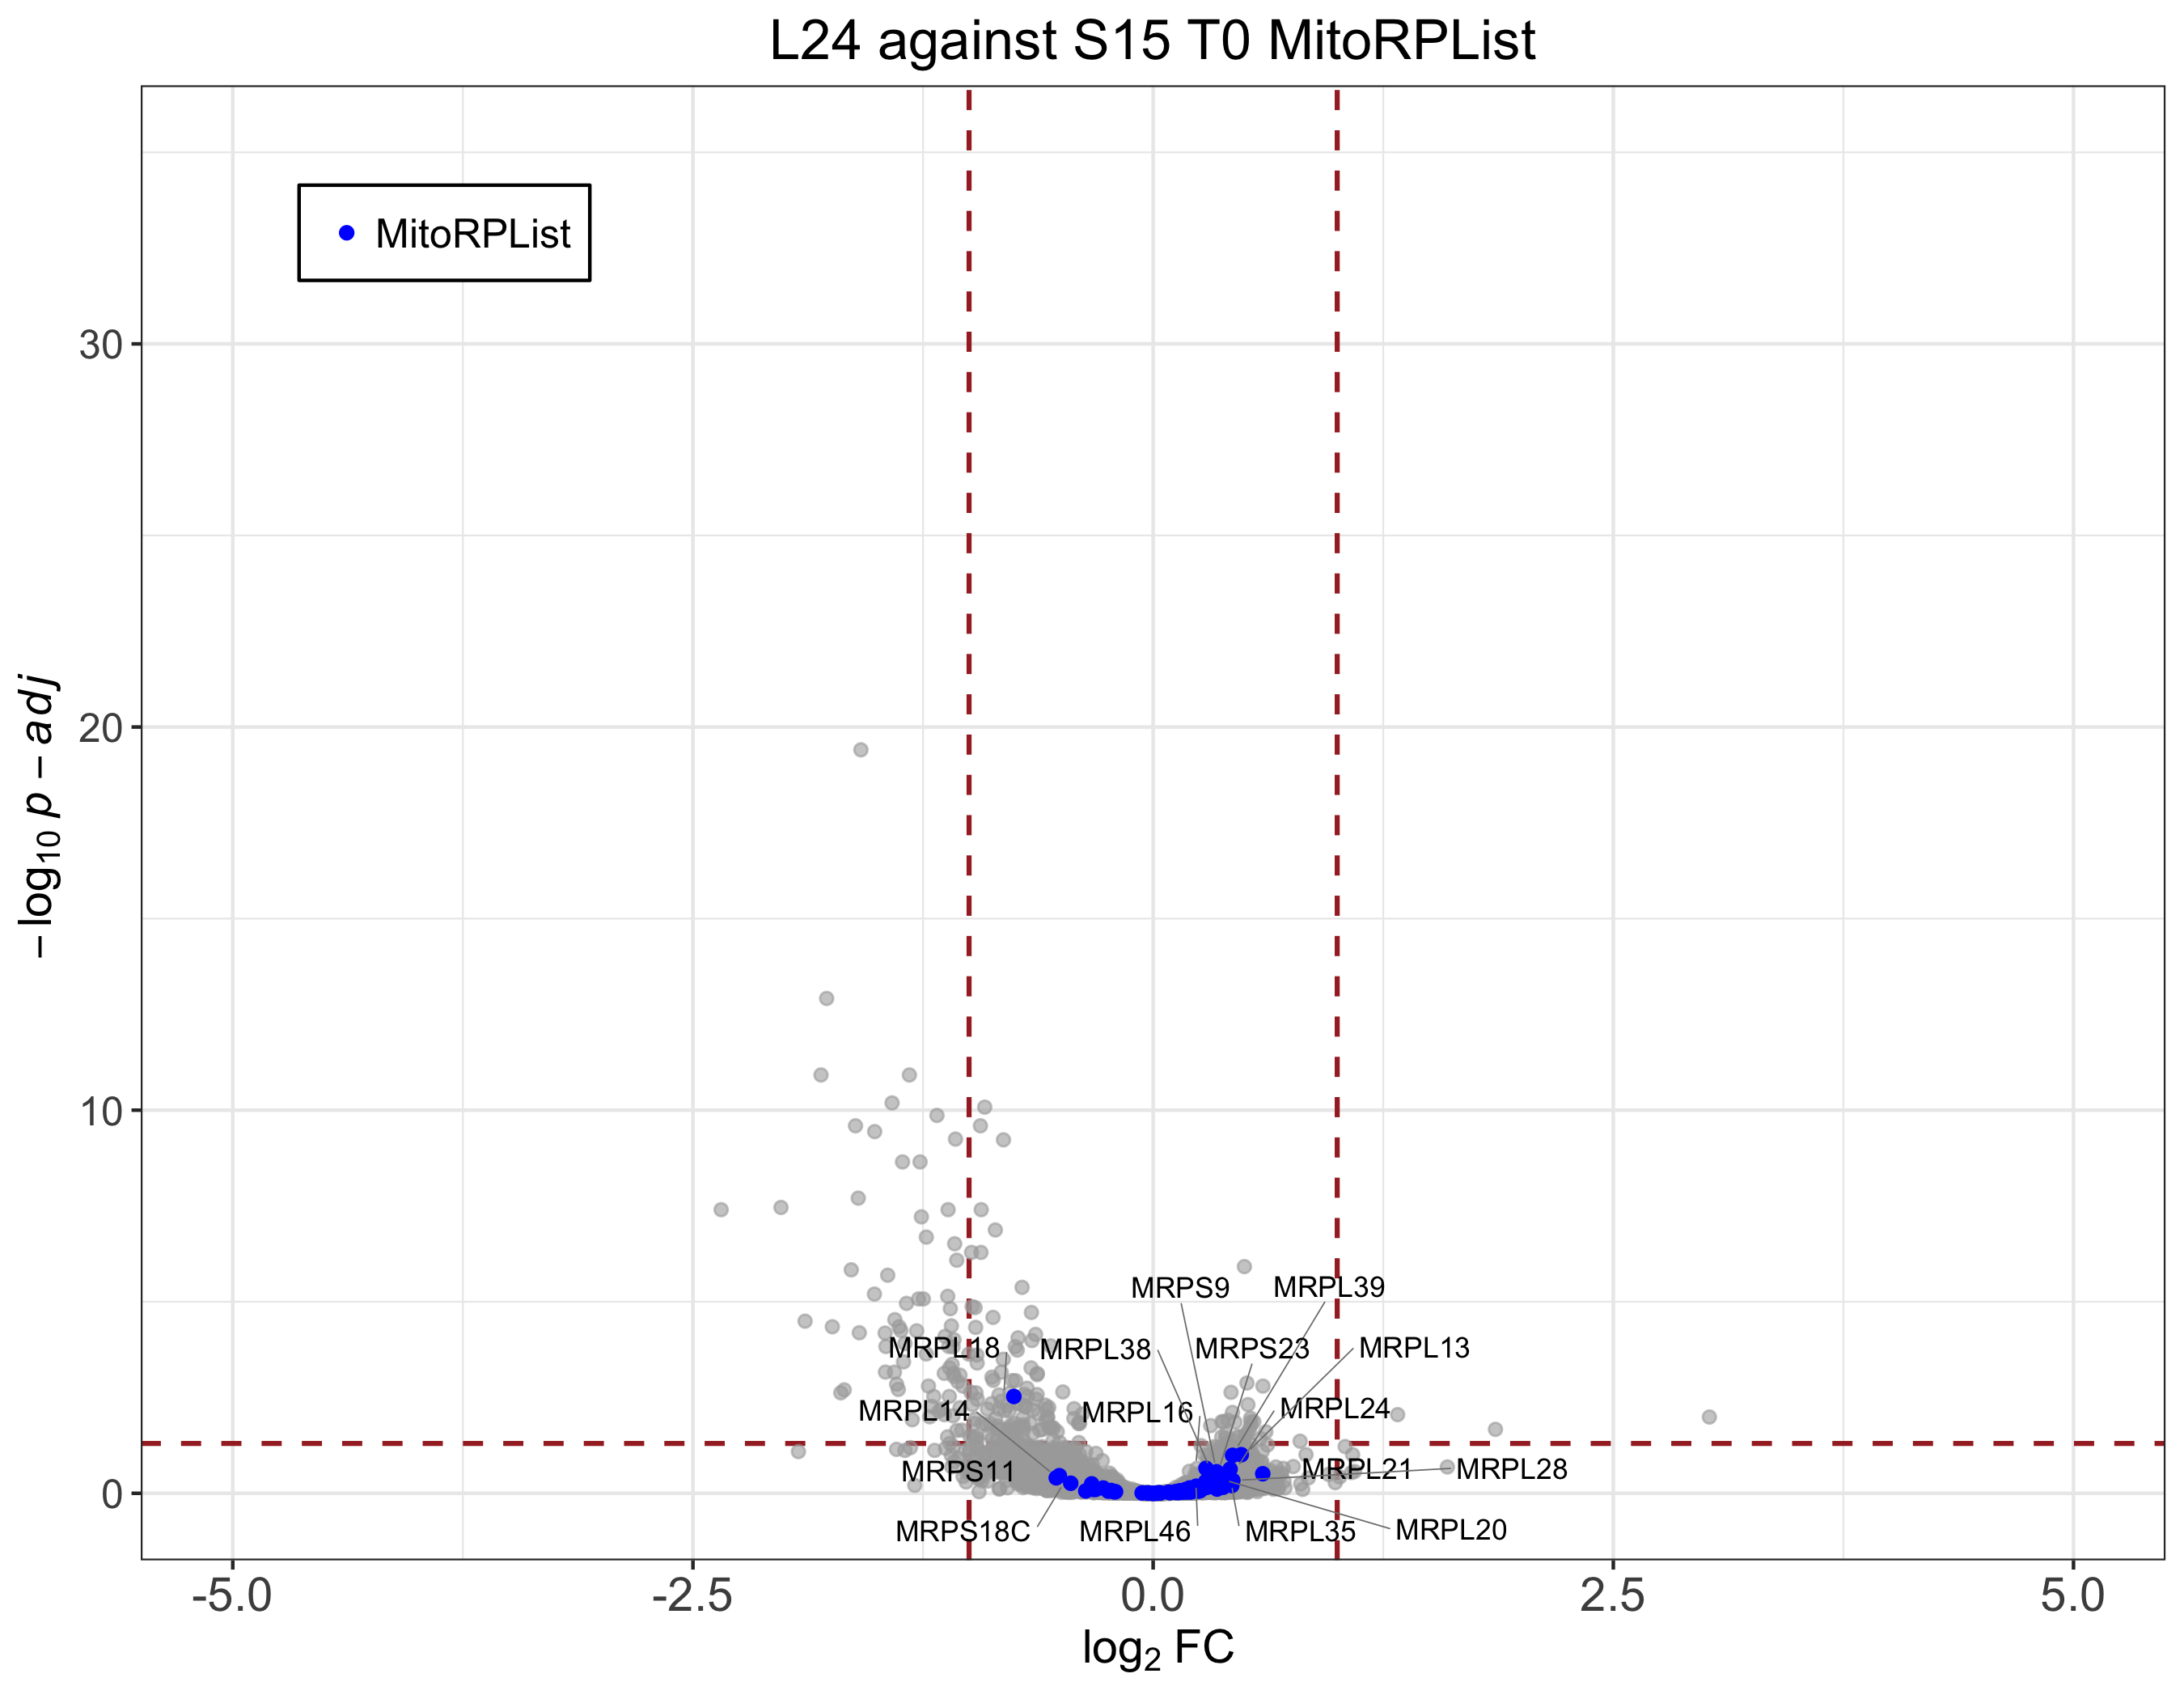 L24 against S15 T0 MitoRPList
MitoRPList
30
20
10
0
−log10 p − adj
MRPS9
MRPL39
MRPL18
MRPL38
MRPS23
MRPL13
MRPL14
MRPL16
MRPL24
MRPS11
MRPL21
MRPL28
MRPS18C
MRPL46
MRPL35
MRPL20
-5.0
-2.5
0.0
2.5
5.0
log2 FC